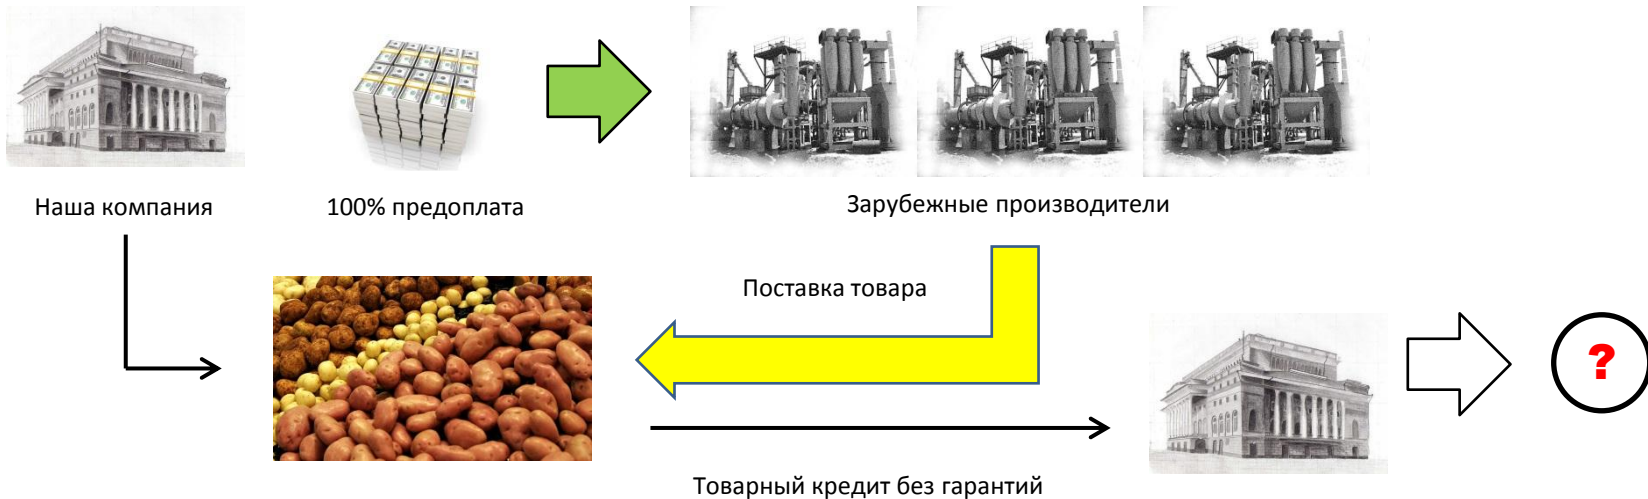 Наша компания
100% предоплата
Зарубежные производители
Поставка товара
?
Товарный кредит без гарантий